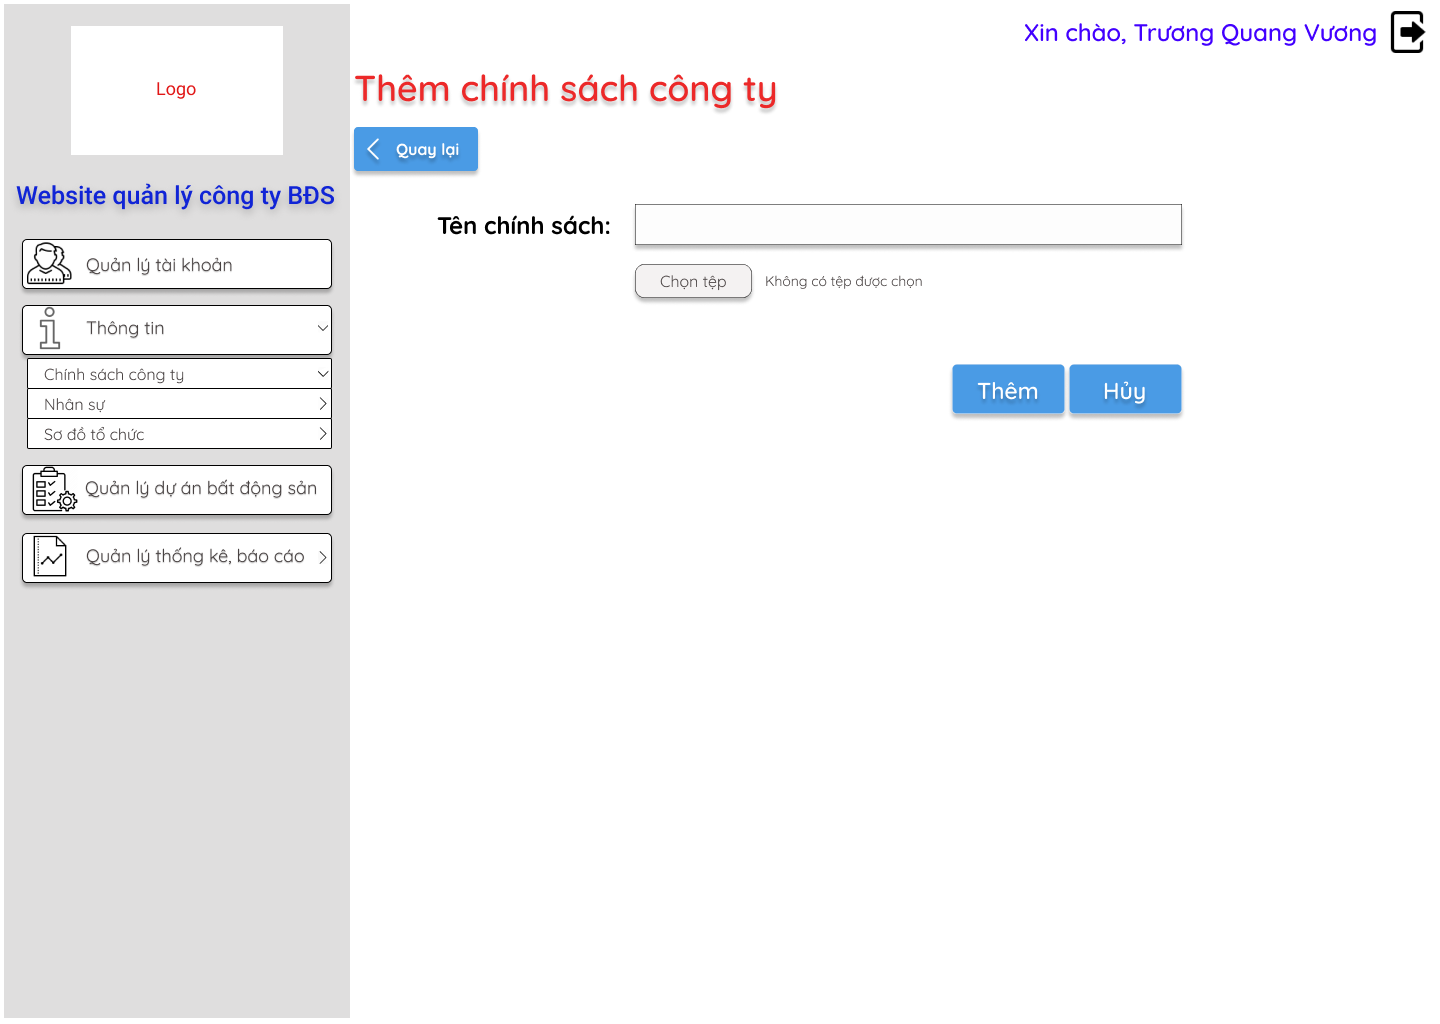 Logo
Website quản lý công ty BĐS
Quản lý tài khoản
Thông tin
Chính sách công ty
Nhân sự
Sơ đồ tổ chức
Quản lý dự án bất động sản
Quản lý thống kê, báo cáo
Xin chào, Trương Quang Vương
Thêm chính sách công ty
Quay lại
Tên chính sách:
Chọn tệp Không có tệp được chọn
Thêm Hủy